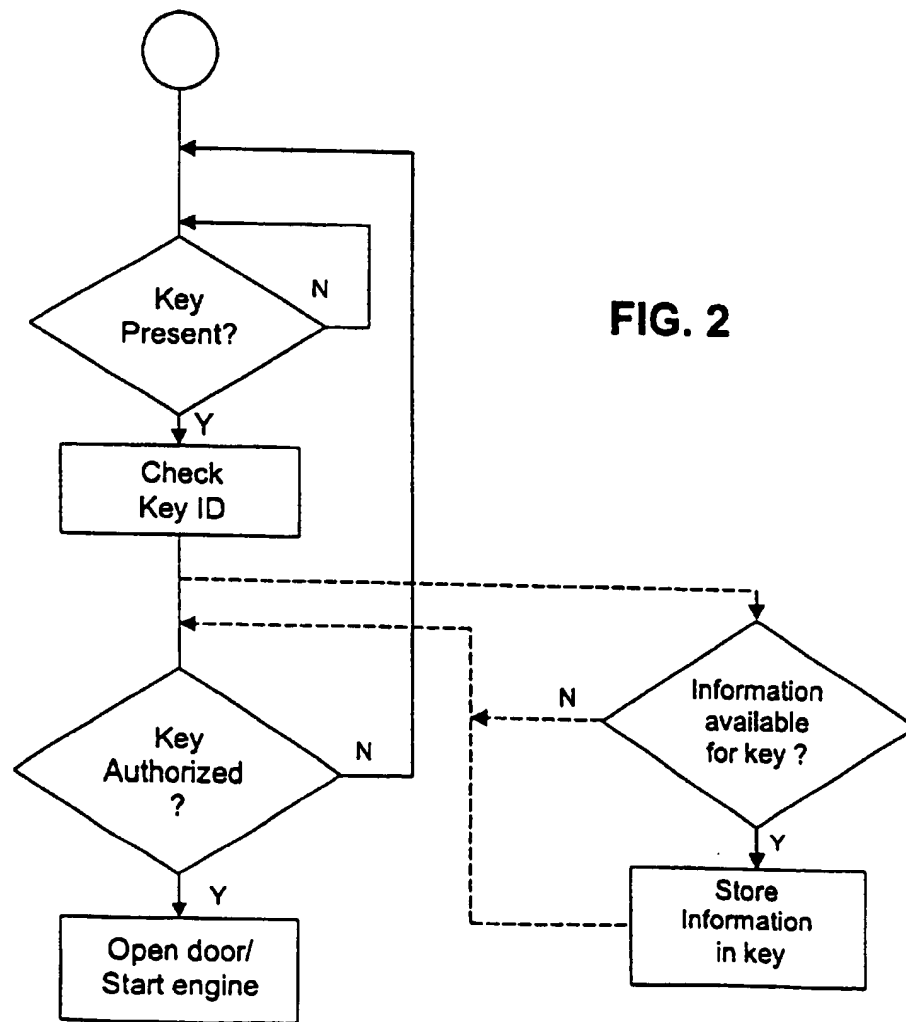 FIG. 2
Key
Present?
N
Y
Check
Key ID
Key
Authorized
?
N
Y
Open door/
Start engine
Information
available
for key ?
N
Y
Store
Information
in key